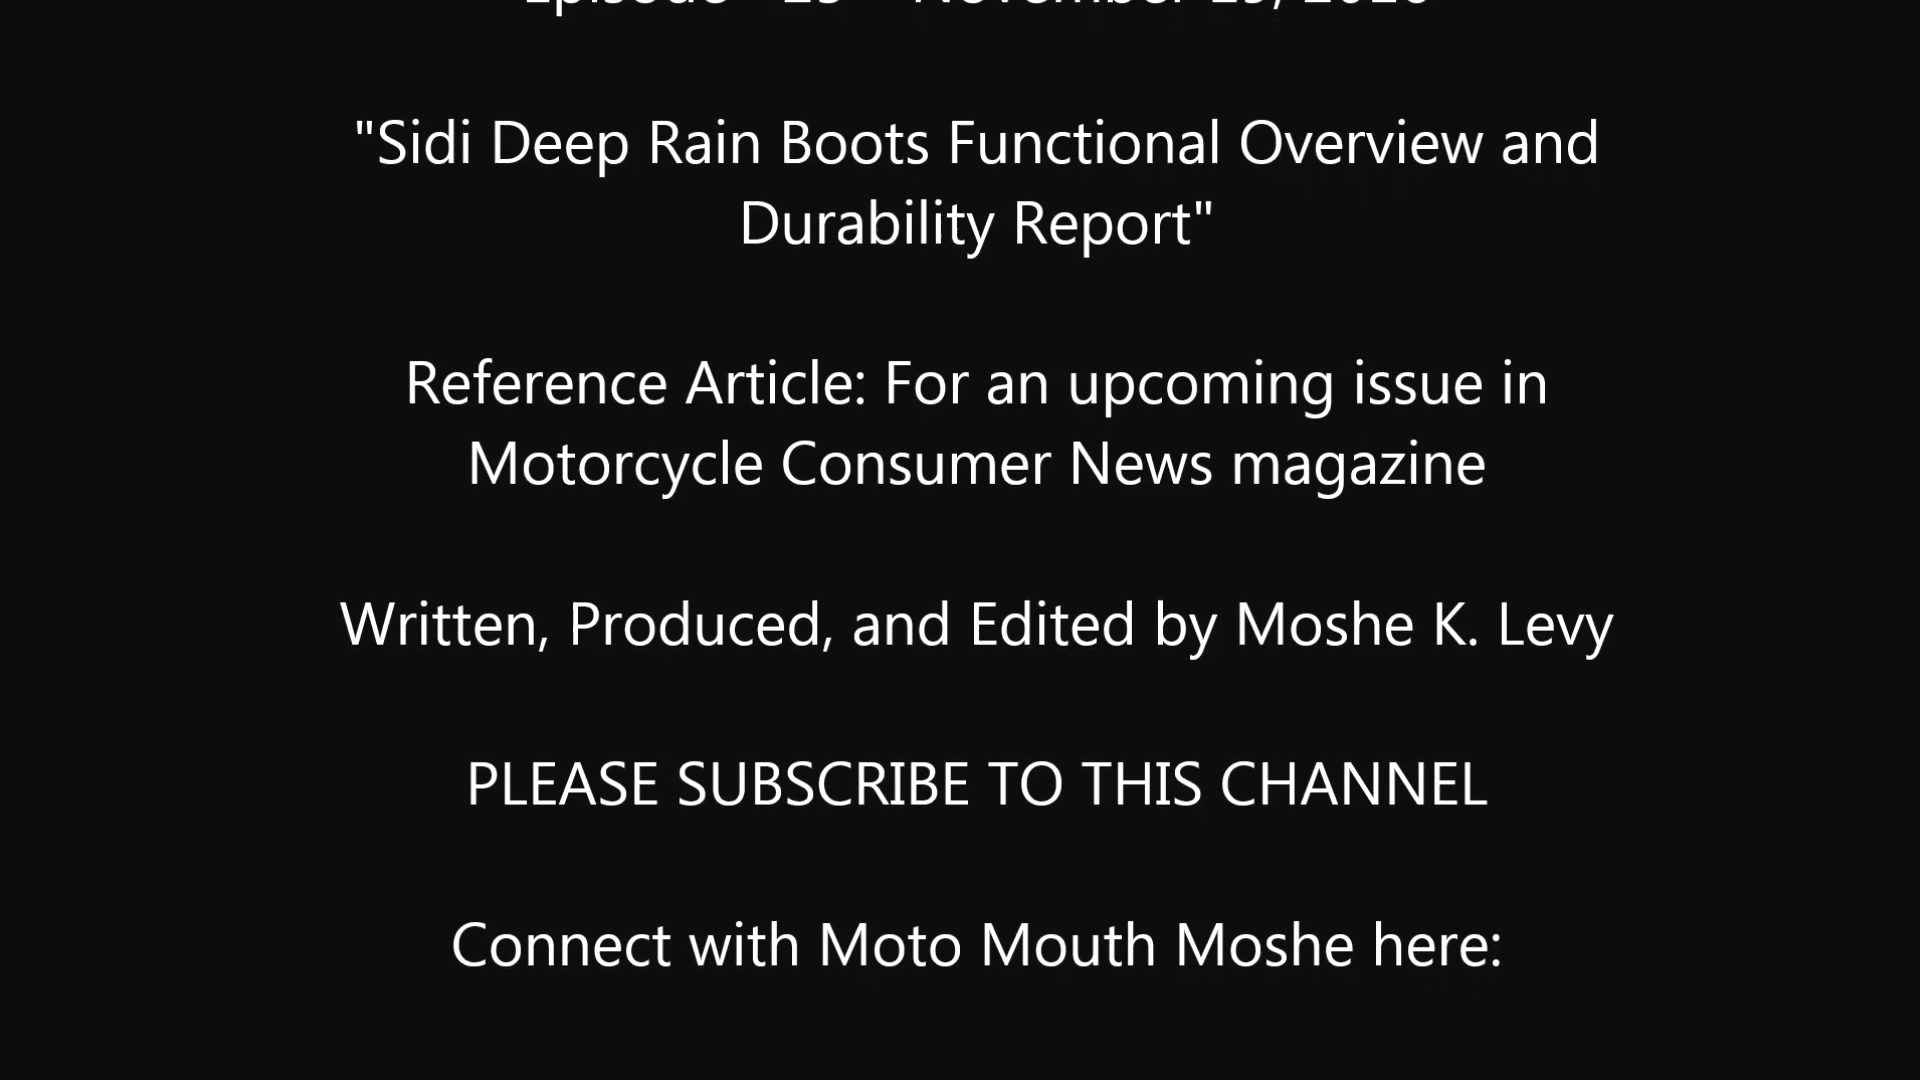 Episode
"Sidi Deep Rain Boots Functional Overview and
Durability Report"
Reference Article: For an upcoming issue in
Motorcycle Consumer News magazine
Written, Produced, and Edited by Moshe K. Levy
PLEASE SUBSCRIBE TO THIS CHANNEL
Connect with Moto Mouth Moshe here: